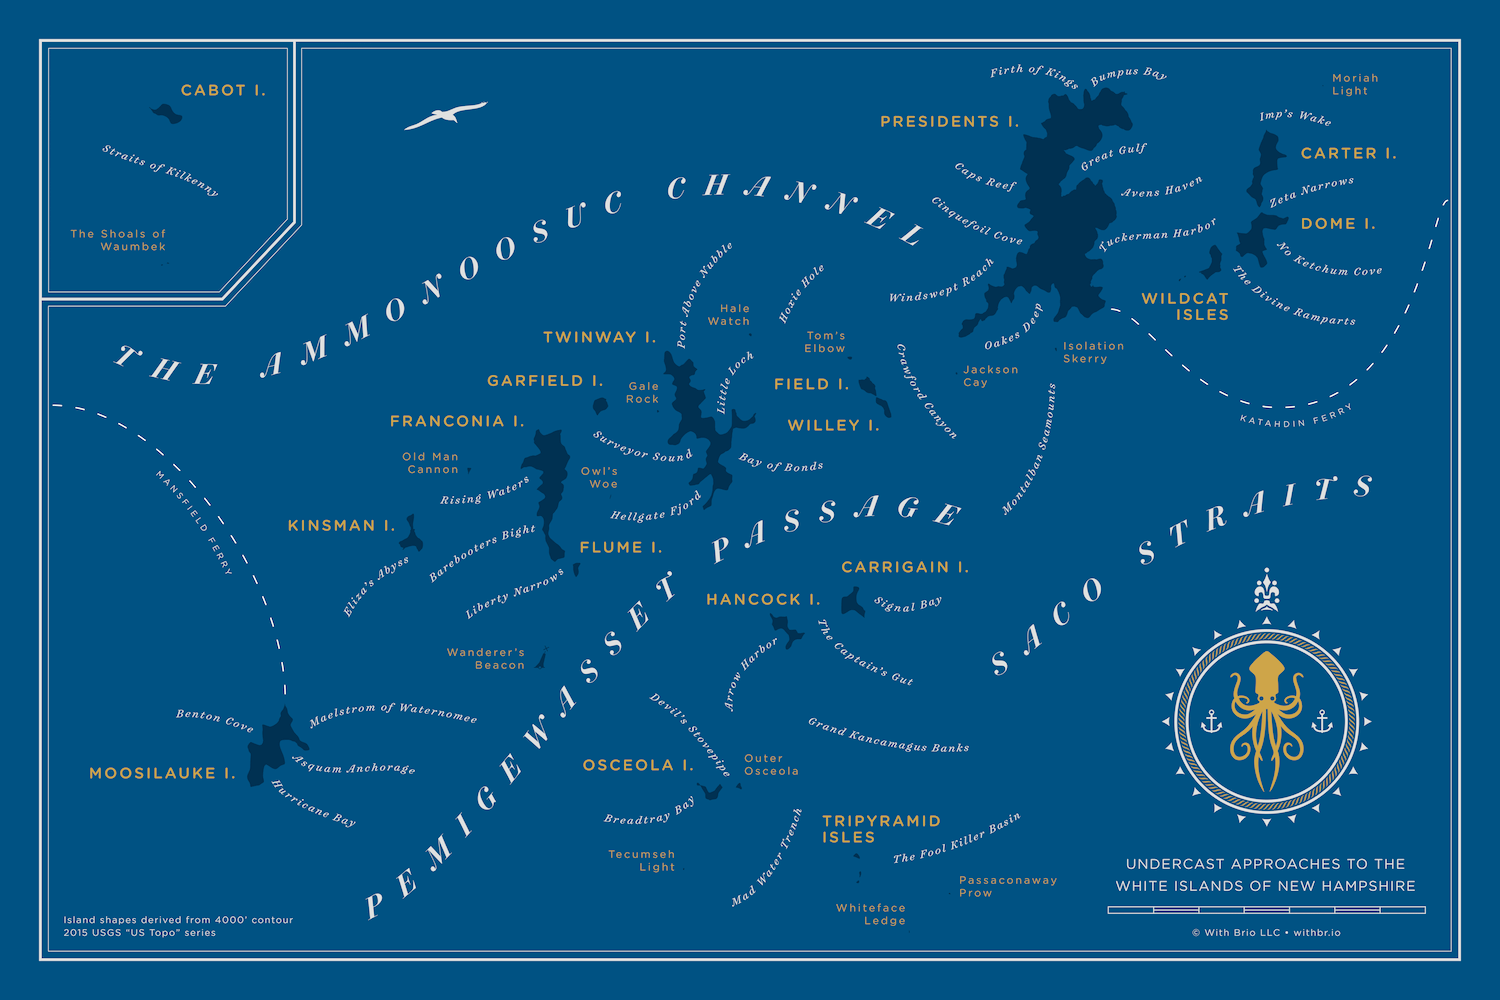 CABOT I.
Straits of Kilkenny
The Shoals of
Waumbek
THE AMMONOOSUC CHANNEL
Firth of Kings
Bumpus Bay
Moriah
Light
PRESIDENTS I.
Imp's Wake
CARTER I.
Great Gulf
Caps Reef
Avens Haven
Zeta Narrows
Cinquefoil Cove
Tuckerman Harbor
DOME I.
No Ketchum Cove
Windswept Reach
The Divine Ramparts
WILDCAT
ISLES
Port Above Nubble
Hoxie Hole
Hale
Watch
TWINWAY I.
Tom's
Elbow
Oakes Deep
Isolation
Skerry
Little Loch
GARFIELD I.
Gale
Rock
FIELD I.
Crawford Canyon
Jackson
Cay
KATAHDIN FERRY
FRANCONIA I.
WILLEY I.
Montalban Seamounts
Surveyor Sound
Bay of Bonds
Old Man
Cannon
Owl's
Woe
Rising Waters
Hellgate Fjord
MANSFIELD FERRY
KINSMAN I.
Barebooters Bight
FLUME I.
Eliza's Abyss
Liberty Narrows
PEMIGEWASSET PASSAGE
SACO STRAITS
CARRIGAIN I.
HANCOCK I.
Signal Bay
Arrow Harbor
The Captain's Gut
Wanderer's
Beacon
Benton Cove
Maelstrom of Waternomee
Devil's Stovepipe
Grand Kancamagus Banks
MOOSILAUKE I.
Asquam Anchorage
Hurricane Bay
OSCEOLA I.
Outer
Osceola
Breadtray Bay
Mad Water Trench
TRIPYRAMID
ISLES
The Fool Killer Basin
Tecumseh
Light
Passaconaway
Prow
Whiteface
Ledge
UNDERCAST APPROACHES TO THE
WHITE ISLANDS OF NEW HAMPSHIRE
© With Brio LLC • withbr.io
Island shapes derived from 4000' contour
2015 USGS "US Topo" series